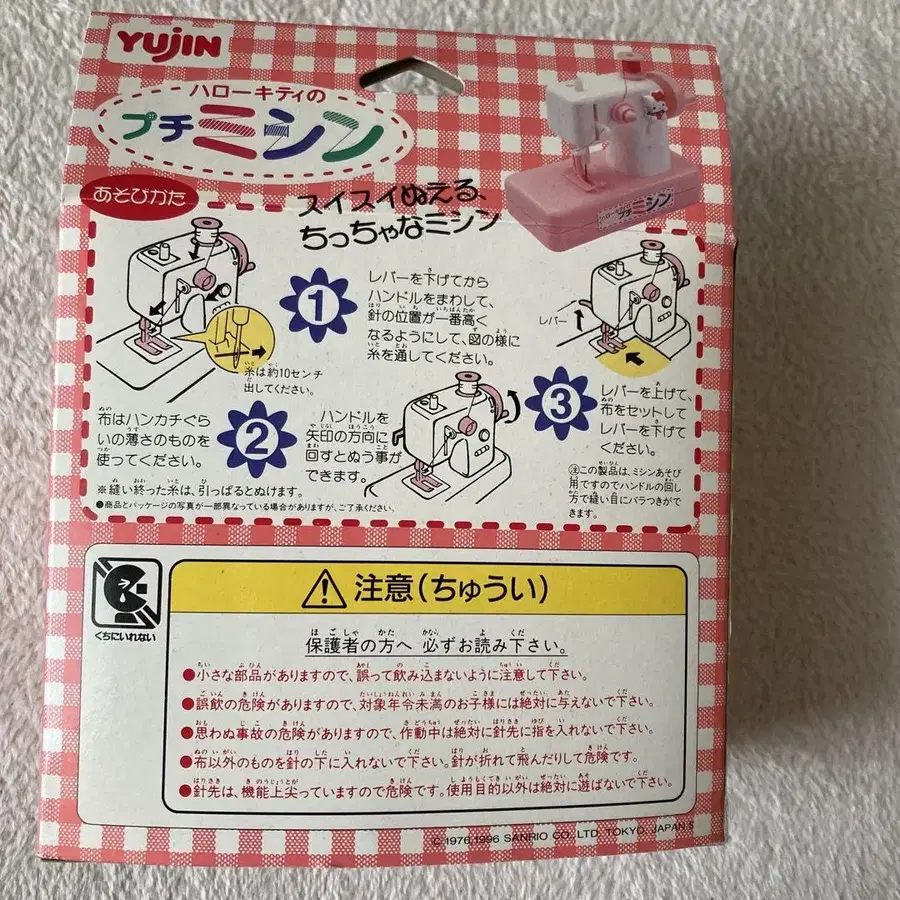 YUJIN
ハローキティの
プチミシン
あそびかた
スイスイぬえる、
ちっちゃなミシン
ハローキティの
プチミシン
1
レバーを下げてから
ハンドルをまわして、
針の位置が一番高く
なるようにして、図の様に
糸を通してください。
糸は約10センチ
出してください。
2
布はハンカチぐら
いの薄さのものを
使ってください。
ハンドルを
矢印の方向に
回すとぬう事が
できます。
※縫い終った糸は、引っぱるとぬけます。
●商品とパッケージの写真が一部異なっている場合がありますが、ご了承ください。
レバー
3
レバーを上げて、
布をセットして
レバーを下げて
ください。
注この製品は、ミシンあそび
用ですのでハンドルの回し
方で縫い目にバラつきがで
きます。
くちにいれない
注意(ちゅうい)
保護者の方へ 必ずお読み下さい。
●小さな部品がありますので、誤って飲み込まないように注意して下さい。
●誤飲の危険がありますので、対象年令未満のお子様には絶対に与えないで下さい。
●思わぬ事故の危険がありますので、作動中は絶対に針先に指を入れないで下さい。
●布以外のものを針の下に入れないで下さい。針が折れて飛んだりして危険です。
●針先は、機能上尖っていますので危険です。使用目的以外は絶対に遊ばないで下さい。
© 1976,1996 SANRIO CO., LTD. TOKYO, JAPAN